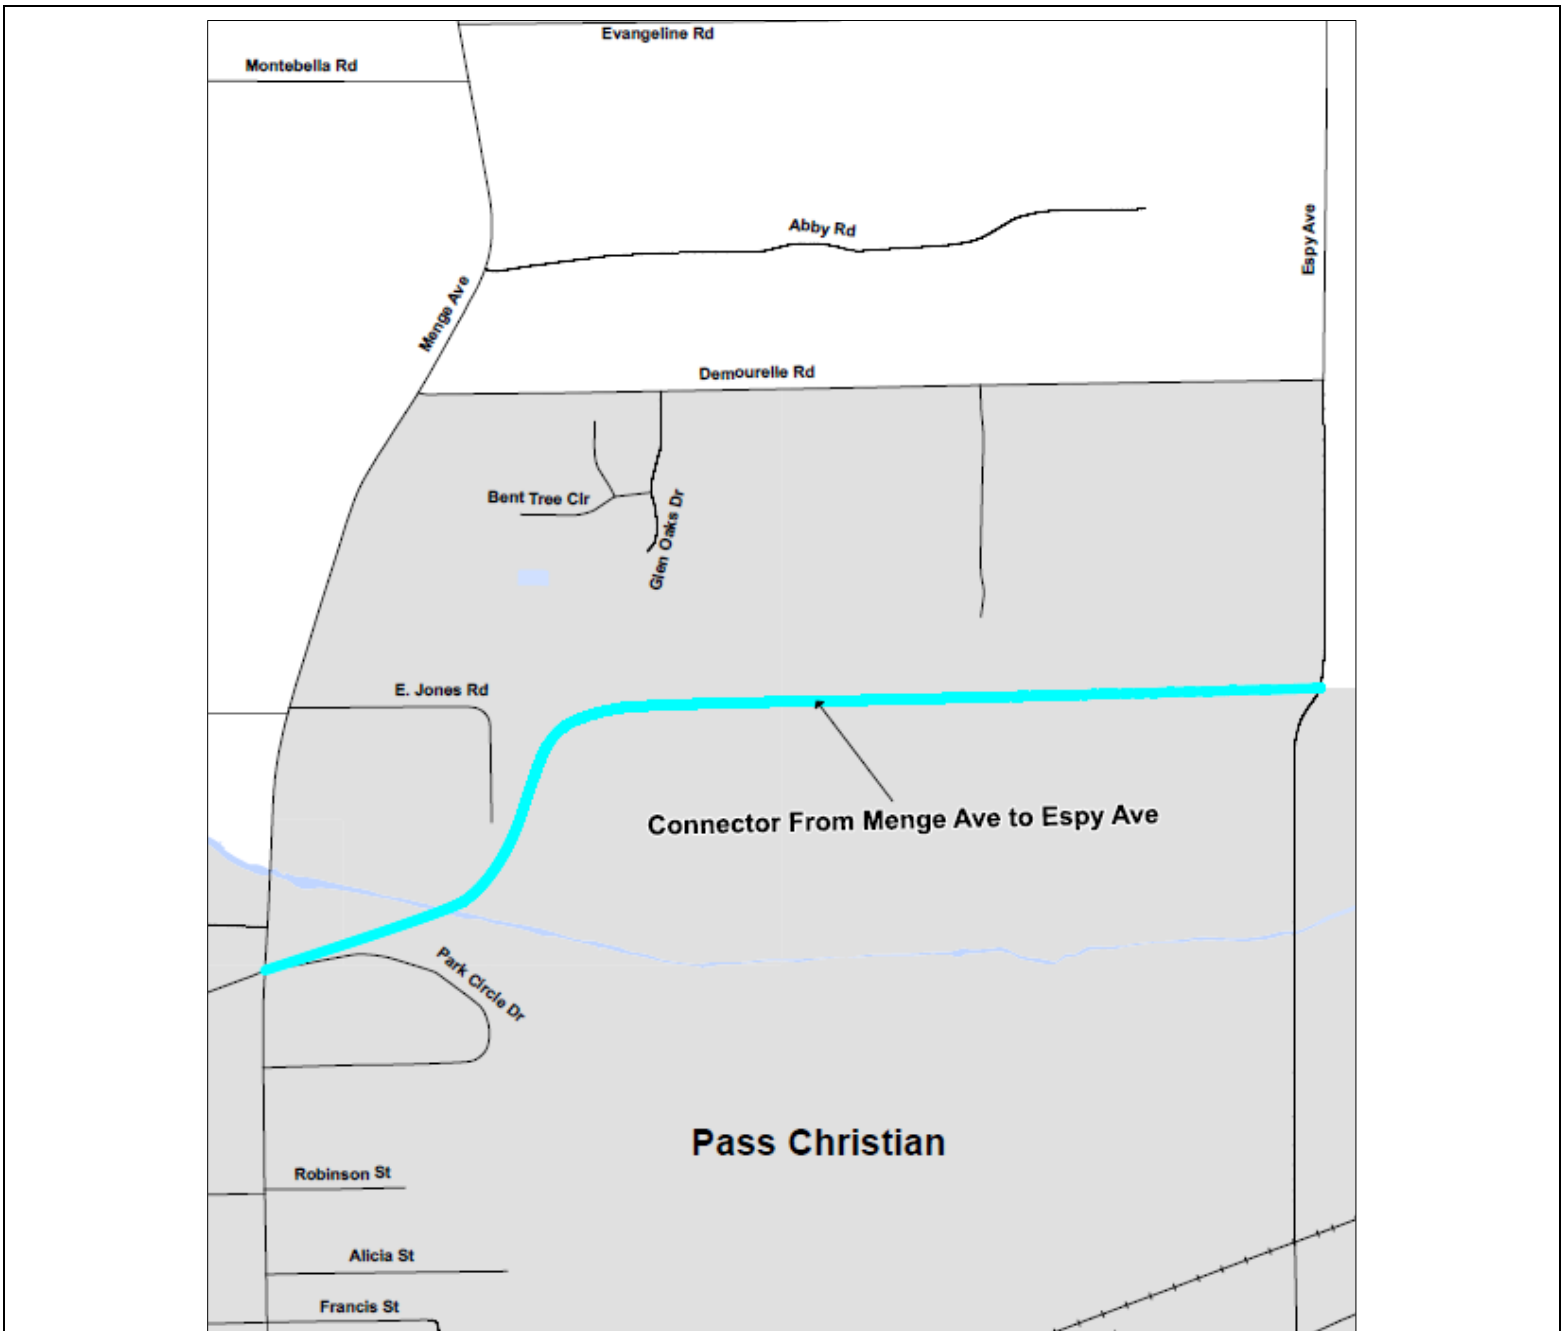 Evangeline Rd
Montebella Rd
Abby Rd
Espy Ave
Menge Ave
Demourelle Rd
Bent Tree Cir
Glen Oaks Dr
E. Jones Rd
Connector From Menge Ave to Espy Ave
Park Circle Dr
Pass Christian
Robinson St
Alicia St
Francis St